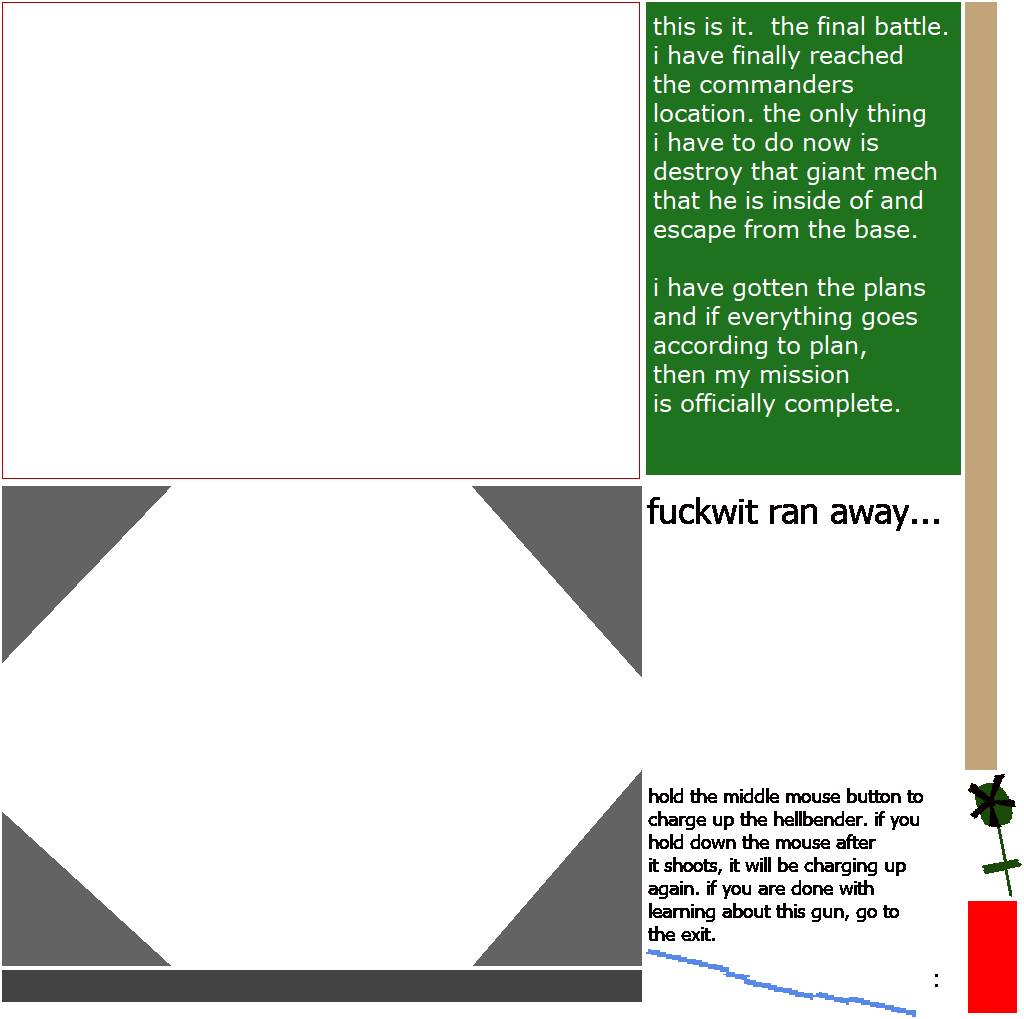 this is it.  the final battle.
i have finally reached
the commanders
location. the only thing
i have to do now is
destroy that giant mech
that he is inside of and
escape from the base.
i have gotten the plans
and if everything goes
according to plan,
then my mission
is officially complete.
fuckwit ran away...
hold the middle mouse button to
charge up the hellbender. if you
hold down the mouse after
it shoots, it will be charging up
again. if you are done with
learning about this gun, go to
the exit.
: